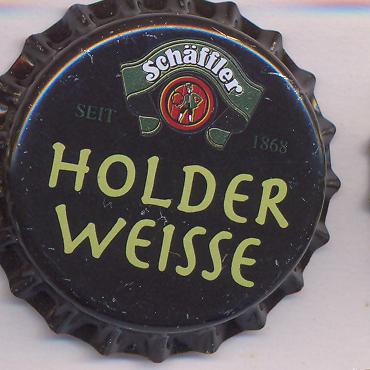 Schäffler
SEIT 1868
HOLDER
WEISSE